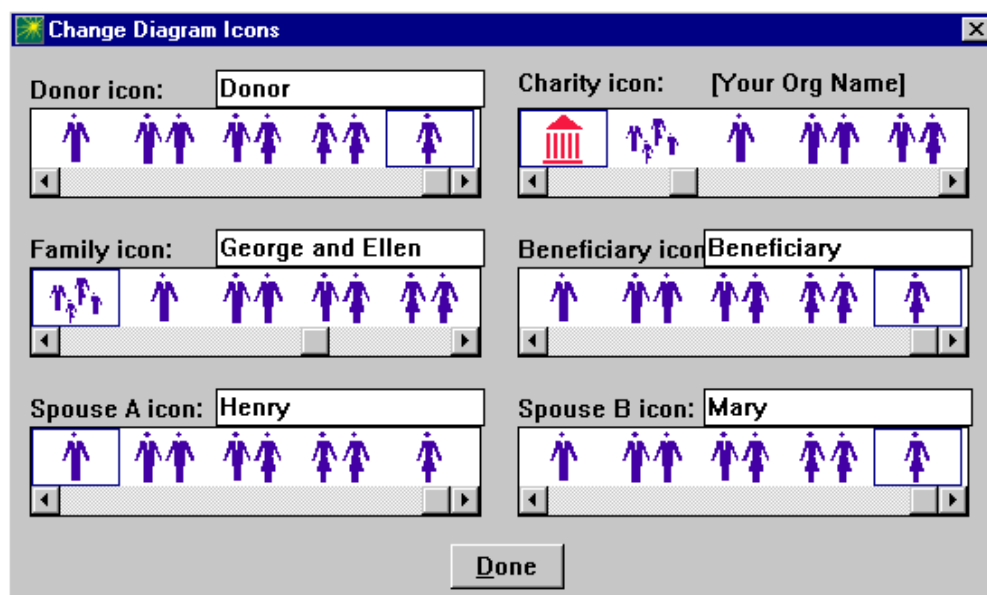 Change Diagram Icons
Donor icon: Donor
Charity icon: [Your Org Name]
Family icon: George and Ellen
Beneficiary icon Beneficiary
Spouse A icon: Henry
Spouse B icon: Mary
Done